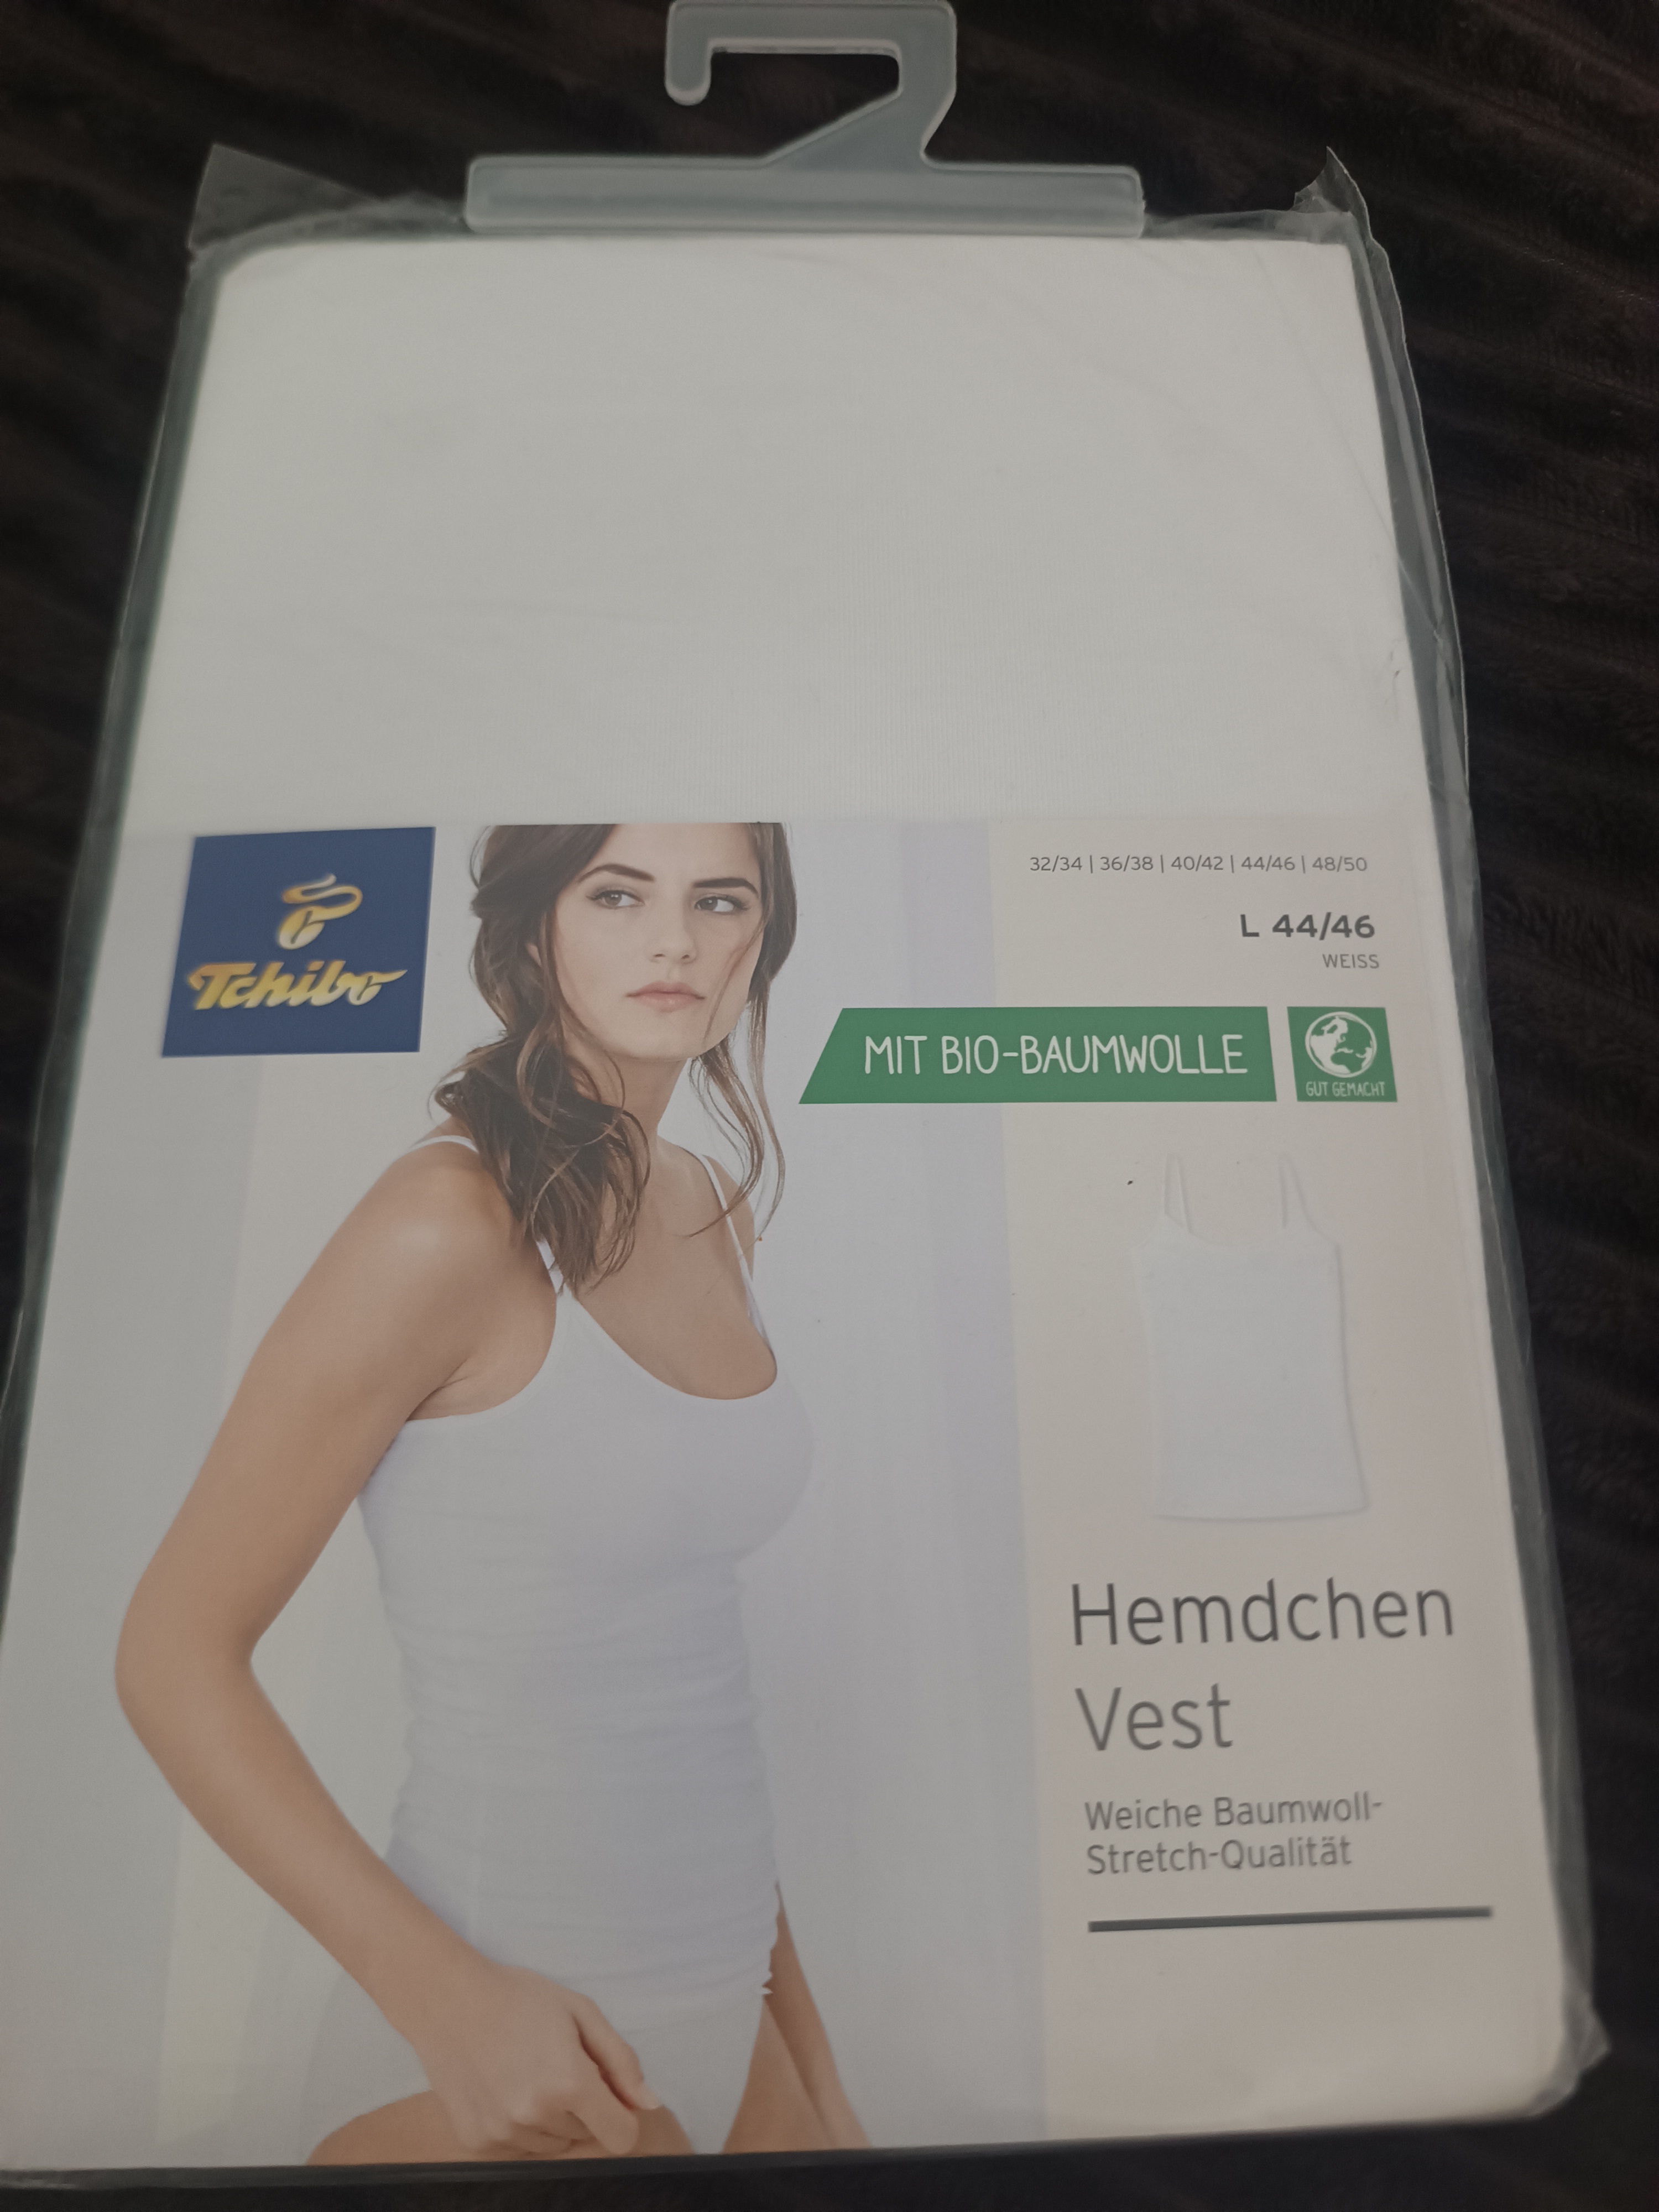 Tchibo
32/34 | 36/38 | 40/42 | 44/46 | 48/50
L 44/46
WEISS
MIT BIO-BAUMWOLLE
GUT GEMACHT
Hemdchen
Vest
Weiche Baumwoll-
Stretch-Qualität